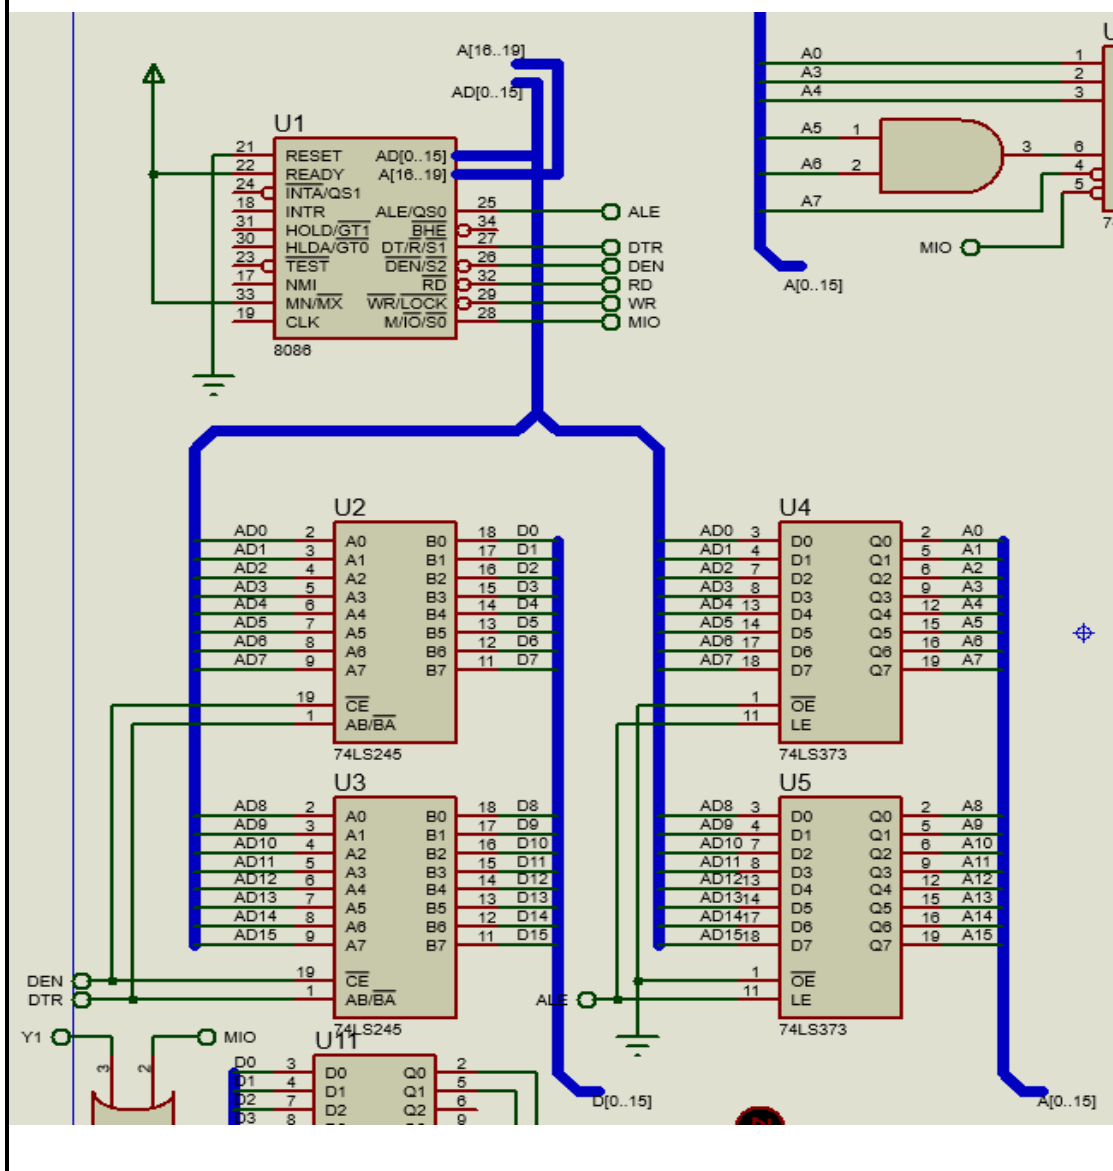 A[16..19]
AD[0..15]
U1
21 RESET AD[0..15]
22 READY A[16..19]
24 INTA/QS1
18 INTR ALE/QS0 25 ALE
31 HOLD/GT1 BHE 34
30 HLDA/GT0 DT/R/S1 27 DTR
23 TEST DEN/S2 26 DEN
17 NMI RD 32 RD
33 MN/MX WR/LOCK 29 WR
19 CLK M/IO/S0 28 MIO
8086
A0 1
A3 2
A4 3
A5 1
3 6
A6 2
4
5
A7
MIO
A[0..15]
U2
AD0 2 A0 B0 18 D0
AD1 3 A1 B1 17 D1
AD2 4 A2 B2 16 D2
AD3 5 A3 B3 15 D3
AD4 6 A4 B4 14 D4
AD5 7 A5 B5 13 D5
AD6 8 A6 B6 12 D6
AD7 9 A7 B7 11 D7
19 CE
1 AB/BA
74LS245
U4
AD0 3 D0 Q0 2 A0
AD1 4 D1 Q1 5 A1
AD2 7 D2 Q2 6 A2
AD3 8 D3 Q3 9 A3
AD4 13 D4 Q4 12 A4
AD5 14 D5 Q5 15 A5
AD6 17 D6 Q6 16 A6
AD7 18 D7 Q7 19 A7
1 OE
11 LE
74LS373
U3
AD8 2 A0 B0 18 D8
AD9 3 A1 B1 17 D9
AD10 4 A2 B2 16 D10
AD11 5 A3 B3 15 D11
AD12 6 A4 B4 14 D12
AD13 7 A5 B5 13 D13
AD14 8 A6 B6 12 D14
AD15 9 A7 B7 11 D15
DEN 19 CE
DTR 1 AB/BA
74LS245
U5
AD8 3 D0 Q0 2 A8
AD9 4 D1 Q1 5 A9
AD10 7 D2 Q2 6 A10
AD11 8 D3 Q3 9 A11
AD12 13 D4 Q4 12 A12
AD13 14 D5 Q5 15 A13
AD14 17 D6 Q6 16 A14
AD15 18 D7 Q7 19 A15
1 OE
ALE 11 LE
74LS373
Y1 MIO
3 2
U11
D0 3 D0 Q0 2
D1 4 D1 Q1 5
D2 7 D2 Q2 6
D3 8 9
D[0..15]
A[0..15]